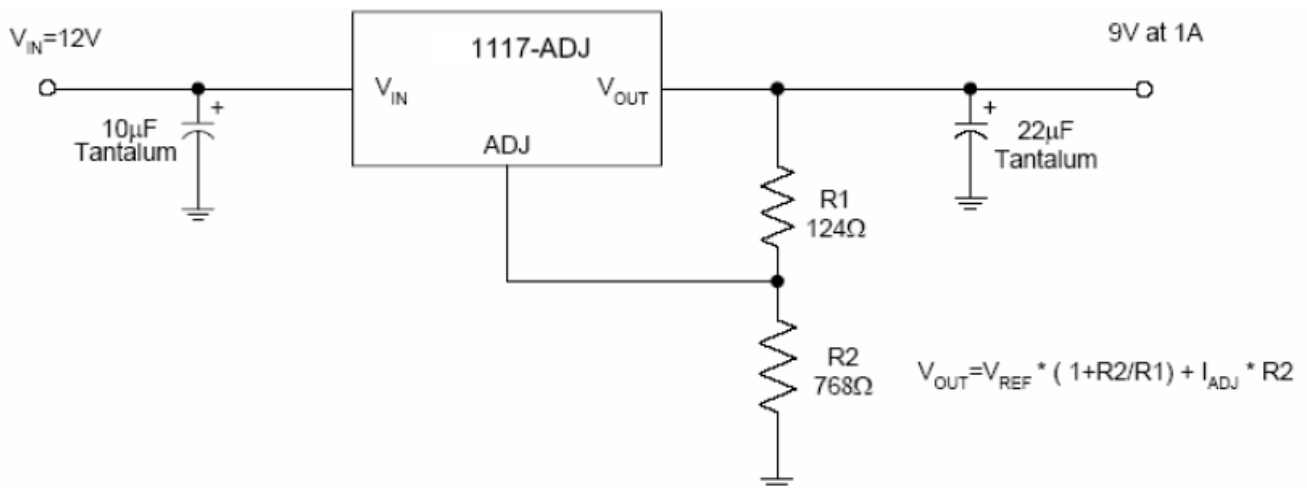 V_IN=12V
1117-ADJ
9V at 1A
V_IN
V_OUT
ADJ
+
10μF
Tantalum
+
22μF
Tantalum
R1
124Ω
R2
768Ω
V_OUT=V_REF * ( 1+R2/R1) + I_ADJ * R2